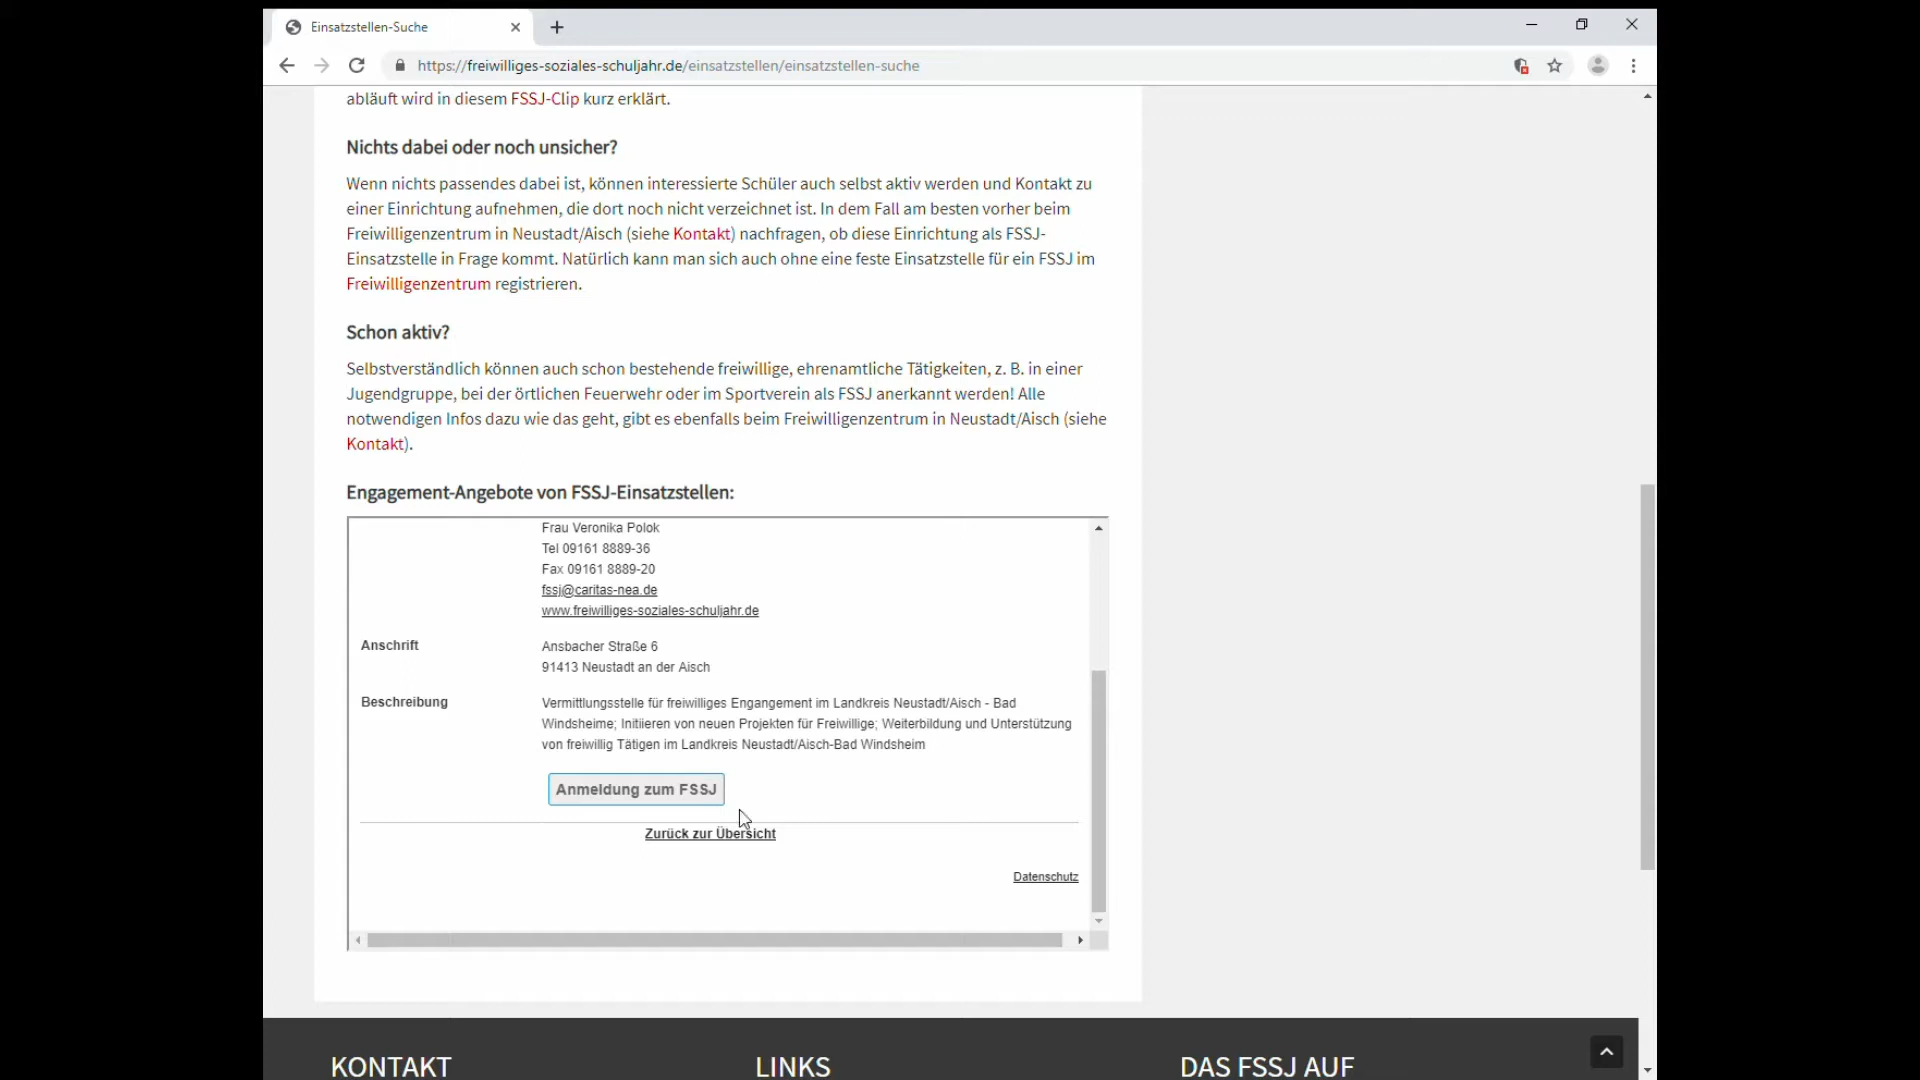 Einsatzstellen-Suche
https://freiwilliges-soziales-schuljahr.de/einsatzstellen/einsatzstellen-suche
abläuft wird in diesem FSSJ-Clip kurz erklärt.
Nichts dabei oder noch unsicher?
Wenn nichts passendes dabei ist, können interessierte Schüler auch selbst aktiv werden und Kontakt zu
einer Einrichtung aufnehmen, die dort noch nicht verzeichnet ist. In dem Fall am besten vorher beim
Freiwilligenzentrum in Neustadt/Aisch (siehe Kontakt) nachfragen, ob diese Einrichtung als FSSJ-
Einsatzstelle in Frage kommt. Natürlich kann man sich auch ohne eine feste Einsatzstelle für ein FSSJ im
Freiwilligenzentrum registrieren.
Schon aktiv?
Selbstverständlich können auch schon bestehende freiwillige, ehrenamtliche Tätigkeiten, z. B. in einer
Jugendgruppe, bei der örtlichen Feuerwehr oder im Sportverein als FSSJ anerkannt werden! Alle
notwendigen Infos dazu wie das geht, gibt es ebenfalls beim Freiwilligenzentrum in Neustadt/Aisch (siehe
Kontakt).
Engagement-Angebote von FSSJ-Einsatzstellen:
Frau Veronika Polok
Tel 09161 8889-36
Fax 09161 8889-20
fssj@caritas-nea.de
www.freiwilliges-soziales-schuljahr.de
Anschrift
Ansbacher Straße 6
91413 Neustadt an der Aisch
Beschreibung
Vermittlungsstelle für freiwilliges Engangement im Landkreis Neustadt/Aisch - Bad
Windsheime; Initiieren von neuen Projekten für Freiwillige; Weiterbildung und Unterstützung
von freiwillig Tätigen im Landkreis Neustadt/Aisch-Bad Windsheim
Anmeldung zum FSSJ
Zurück zur Übersicht
Datenschutz
KONTAKT
LINKS
DAS FSSJ AUF